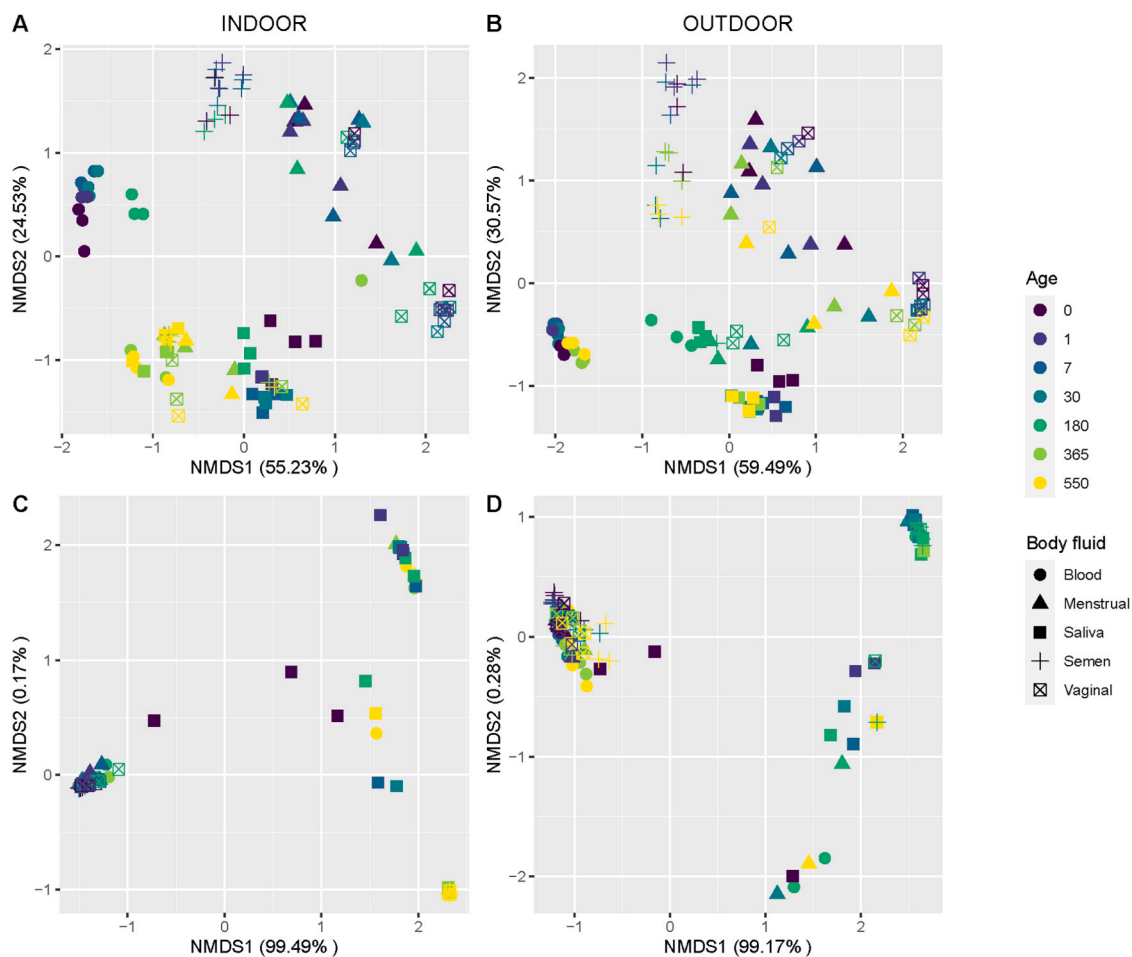 A
INDOOR
B
OUTDOOR
2
1
0
−1
NMDS2 (24.53% )
−2
−1
0
1
2
NMDS1 (55.23% )
2
1
0
−1
NMDS2 (30.57% )
−2
−1
0
1
2
NMDS1 (59.49% )
C
2
1
0
−1
NMDS2 (0.17% )
−1
0
1
2
NMDS1 (99.49% )
D
1
0
−1
−2
NMDS2 (0.28% )
−1
0
1
2
NMDS1 (99.17% )
Age
0
1
7
30
180
365
550
Body fluid
Blood
Menstrual
Saliva
Semen
Vaginal